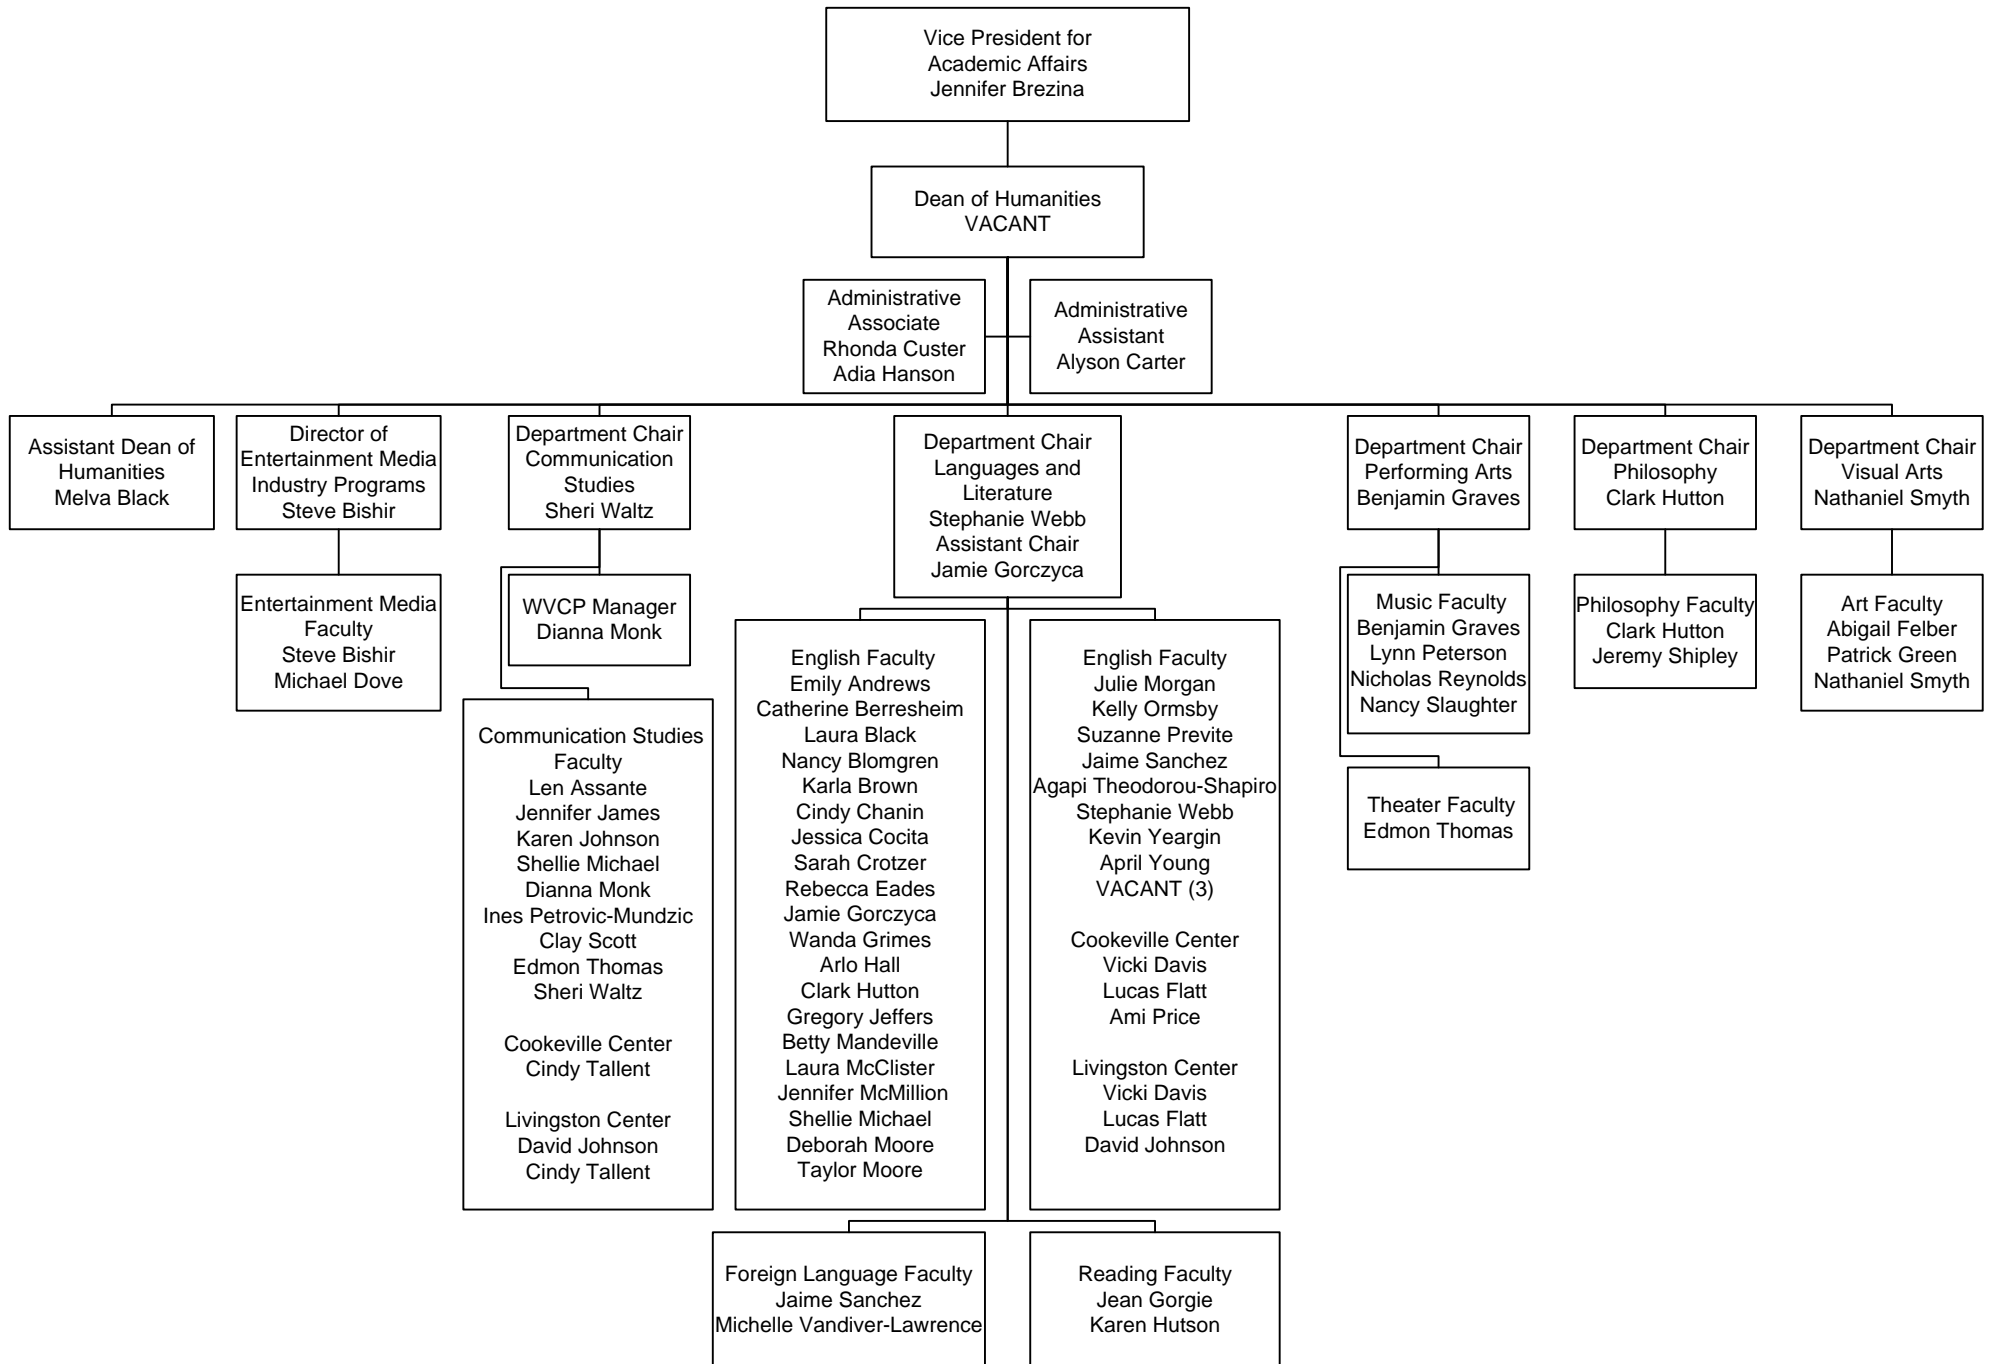 Vice President for
Academic Affairs
Jennifer Brezina
Dean of Humanities
VACANT
Administrative
Associate
Rhonda Custer
Adia Hanson
Administrative
Assistant
Alyson Carter
Assistant Dean of
Humanities
Melva Black
Director of
Entertainment Media
Industry Programs
Steve Bishir
Department Chair
Communication
Studies
Sheri Waltz
Department Chair
Languages and
Literature
Stephanie Webb
Assistant Chair
Jamie Gorczyca
Department Chair
Performing Arts
Benjamin Graves
Department Chair
Philosophy
Clark Hutton
Department Chair
Visual Arts
Nathaniel Smyth
Entertainment Media
Faculty
Steve Bishir
Michael Dove
WVCP Manager
Dianna Monk
Communication Studies
Faculty
Len Assante
Jennifer James
Karen Johnson
Shellie Michael
Dianna Monk
Ines Petrovic-Mundzic
Clay Scott
Edmon Thomas
Sheri Waltz
Cookeville Center
Cindy Tallent
Livingston Center
David Johnson
Cindy Tallent
English Faculty
Emily Andrews
Catherine Berresheim
Laura Black
Nancy Blomgren
Karla Brown
Cindy Chanin
Jessica Cocita
Sarah Crotzer
Rebecca Eades
Jamie Gorczyca
Wanda Grimes
Arlo Hall
Clark Hutton
Gregory Jeffers
Betty Mandeville
Laura McClister
Jennifer McMillion
Shellie Michael
Deborah Moore
Taylor Moore
English Faculty
Julie Morgan
Kelly Ormsby
Suzanne Previte
Jaime Sanchez
Agapi Theodorou-Shapiro
Stephanie Webb
Kevin Yeargin
April Young
VACANT (3)
Cookeville Center
Vicki Davis
Lucas Flatt
Ami Price
Livingston Center
Vicki Davis
Lucas Flatt
David Johnson
Music Faculty
Benjamin Graves
Lynn Peterson
Nicholas Reynolds
Nancy Slaughter
Theater Faculty
Edmon Thomas
Philosophy Faculty
Clark Hutton
Jeremy Shipley
Art Faculty
Abigail Felber
Patrick Green
Nathaniel Smyth
Foreign Language Faculty
Jaime Sanchez
Michelle Vandiver-Lawrence
Reading Faculty
Jean Gorgie
Karen Hutson